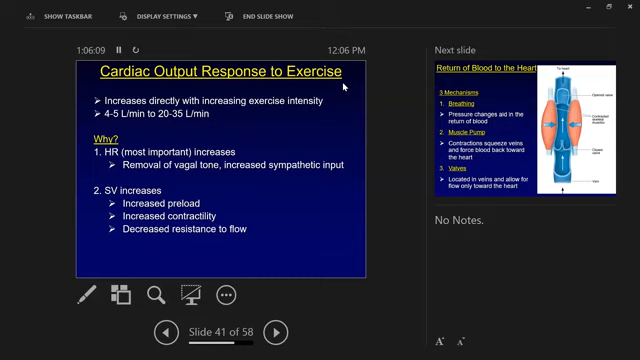 SHOW TASKBAR
DISPLAY SETTINGS ▼
END SLIDE SHOW
1:06:09
12:06 PM
Cardiac Output Response to Exercise
➢ Increases directly with increasing exercise intensity
➢ 4-5 L/min to 20-35 L/min
Why?
1. HR (most important) increases
➢ Removal of vagal tone, increased sympathetic input
2. SV increases
➢ Increased preload
➢ Increased contractility
➢ Decreased resistance to flow
Slide 41 of 58
Next slide
Return of Blood to the Heart
3 Mechanisms
1. Breathing
➢ Pressure changes aid in the
return of blood
2. Muscle Pump
➢ Contractions squeeze veins
and force blood back toward
the heart
3. Valves
➢ Located in veins and allow for
flow only toward the heart
To heart
Opened valve
Contracted
skeletal
muscle
Closed
valve
Vein
No Notes.
A A